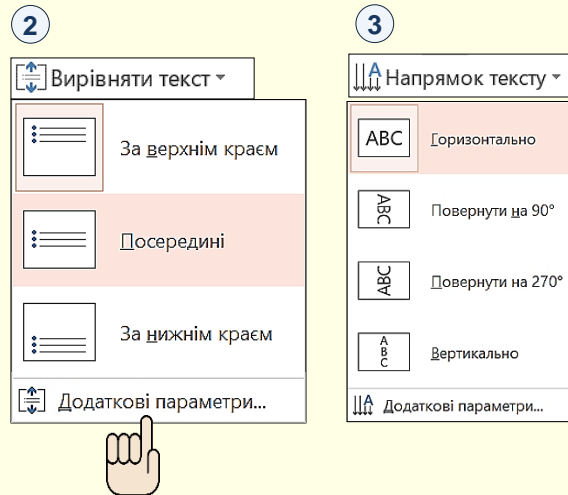 2
Вирівняти текст
За верхнім краєм
Посередині
За нижнім краєм
Додаткові параметри...
3
Напрямок тексту
ABC Горизонтально
ABC Повернути на 90°
ABC Повернути на 270°
ABC Вертикально
Додаткові параметри...